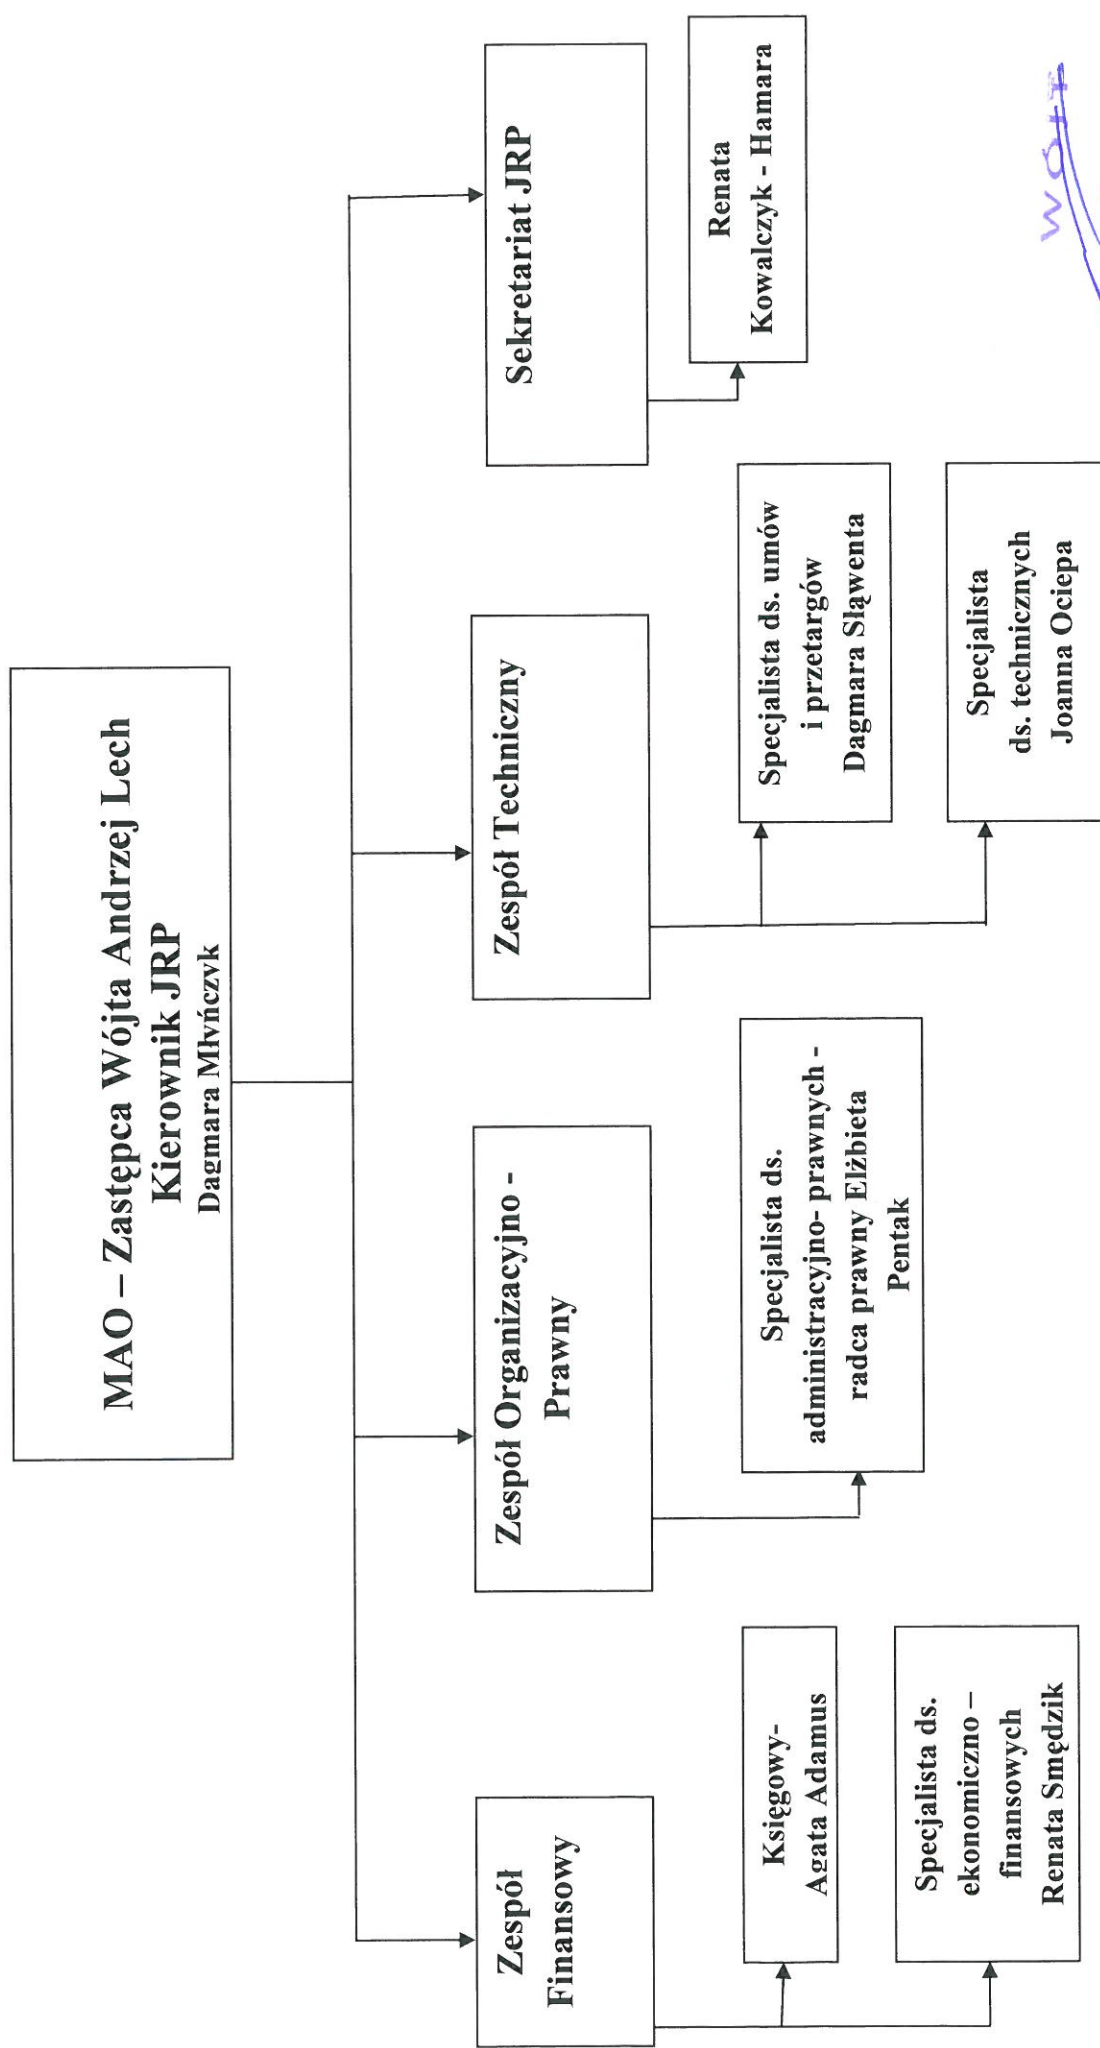 MAO – Zastępca Wójta Andrzej Lech
Kierownik JRP
Dagmara Młyńczyk
Zespół
Finansowy
Zespół Organizacyjno -
Prawny
Zespół Techniczny
Sekretariat JRP
Księgowy-
Agata Adamus
Specjalista ds.
ekonomiczno –
finansowych
Renata Smędzik
Specjalista ds.
administracyjno- prawnych -
radca prawny Elżbieta
Pentak
Specjalista ds. umów
i przetargów
Dagmara Sławenta
Specjalista
ds. technicznych
Joanna Ociepa
Renata
Kowalczyk - Hamara
WÓJT